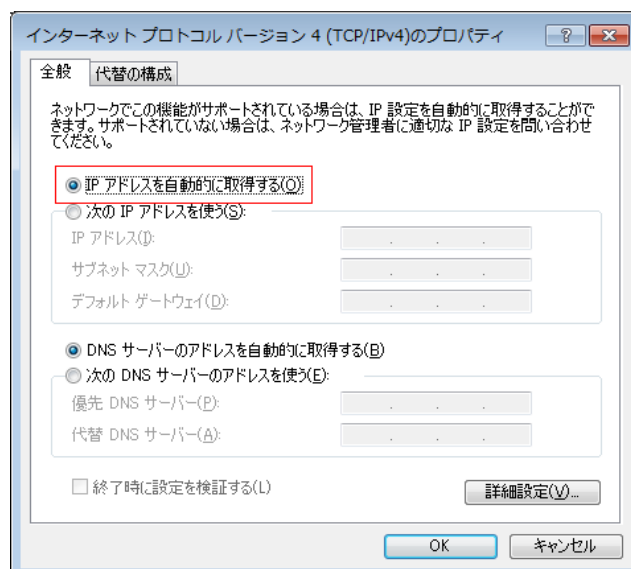 インターネット プロトコル バージョン 4 (TCP/IPv4)のプロパティ
全般
代替の構成
ネットワークでこの機能がサポートされている場合は、IP 設定を自動的に取得することがで
きます。サポートされていない場合は、ネットワーク管理者に適切な IP 設定を問い合わせ
てください。
IP アドレスを自動的に取得する(O)
次の IP アドレスを使う(S):
IP アドレス(I):
サブネット マスク(U):
デフォルト ゲートウェイ(D):
DNS サーバーのアドレスを自動的に取得する(B)
次の DNS サーバーのアドレスを使う(E):
優先 DNS サーバー(P):
代替 DNS サーバー(A):
終了時に設定を検証する(L)
詳細設定(V)...
OK
キャンセル